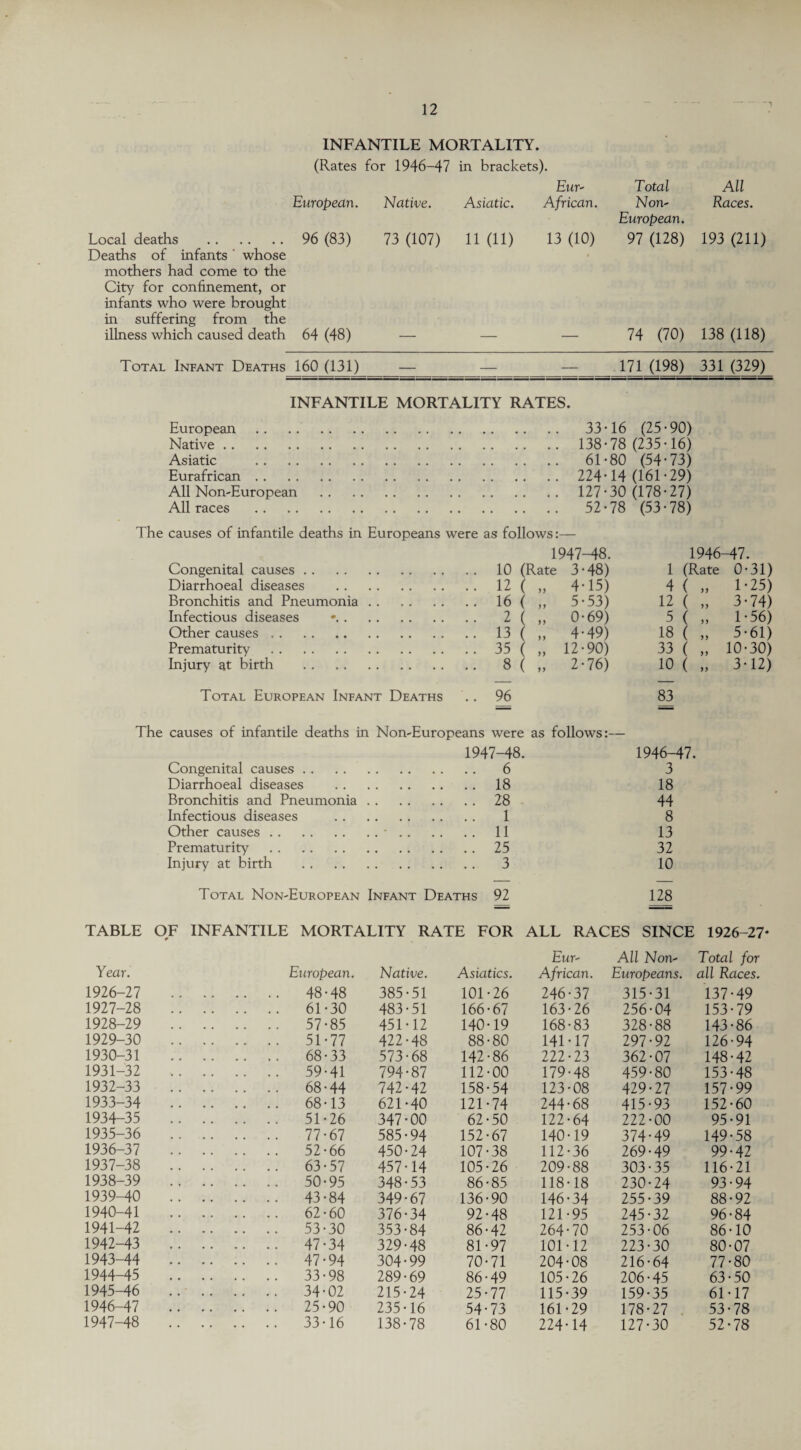 12
INFANTILE MORTALITY.
(Rates for 1946-47 in brackets).
European. Native. Asiatic. Eur- African. Total Non- European. All Races.
Local deaths .. .. .. .. 96 (83) 73 (107) 11 (11) 13 (10) 97 (128) 193 (211)
Deaths of infants whose
mothers had come to the
City for confinement, or
infants who were brought
in suffering from the
illness which caused death 64 (48) — — — 74 (70) 138 (118)
Total Infant Deaths 160 (131) — — — 171 (198) 331 (329)
INFANTILE MORTALITY RATES.
European .. .. .. .. 33·16 (25·90)
Native .. .. .. .. 138·78 (235·16)
Asiatic .. .. .. .. 61·80 (54·73)
Eurafrican .. .. .. .. 224·14 (161·29)
All Non-European .. .. .. .. 127·30 (178·27)
All races .. .. .. .. 52·78 (53·78)
The causes of infantile deaths in Europeans were as follows:—
1947-48. 1946-47.
Congenital causes .. .. .. .. 10 (Rate 3·48) 1 (Rate 0·31)
Diarrhoeal diseases .. .. .. .. 12 ( „ 4·15) 4 ( „ 1·25)
Bronchitis and Pneumonia .. .. .. .. 16 ( „ 5·53) 12 ( „ 3·74)
Infectious diseases .. .. .. .. 2 ( „ 0·69) 5 ( „ 1·56)
Other causes .. .. .. .. 13 ( „ 4·49) 18 ( „ 5·61)
Prematurity .. .. .. .. 35 ( „ 12·90) 33 ( „ 10·30)
Injury at birth .. .. .. .. 8 ( „ 2·76) 10 ( „ 3·12)
Total European Infant Deaths .. 96 83
The causes of infantile deaths in Non-Europeans were as follows:—
1947-48. 1946-47.
Congenital causes .. .. .. .. 6 3
Diarrhoeal diseases .. .. .. .. 18 18
Bronchitis and Pneumonia .. .. .. .. 28 44
Infectious diseases .. .. .. .. 1 8
Other causes .. .. .. .. 11 13
Prematurity .. .. .. .. 25 32
Injury at birth .. .. .. .. 3 10
Total Non-European Infant Deaths 92 128
TABLE OF INFANTILE MORTALITY RATE FOR ALL RACES SINCE 1926-27·
Year. European. Native. Asiatics. Eur- African. All Non- Europeans. Total for all Races.
1926-27 .. .. .. .. 48·48 385·51 101·26 246·37 315·31 137·49
1927-28 .. .. .. .. 61·30 483·51 166·67 163·26 256·04 153·79
1928-29 .. .. .. .. 57·85 451·12 140·19 168·83 328·88 143·86
1929-30 .. .. .. .. 51·77 422·48 88·80 141·17 297·92 126·94
1930-31 .. .. .. .. 68·33 573·68 142·86 222·23 362·07 148·42
1931-32 .. .. .. .. 59·41 794·87 112·00 179·48 459·80 153·48
1932-33 .. .. .. .. 68·44 742·42 158·54 123·08 429·27 157·99
1933-34 .. .. .. .. 68·13 621·40 121·74 244·68 415·93 152·60
1934-35 .. .. .. .. 51·26 347·00 62·50 122·64 222·00 95·91
1935-36 .. .. .. .. 77·67 585·94 152·67 140·19 374·49 149·58
1936-37 .. .. .. .. 52·66 450·24 107·38 112·36 269·49 99·42
1937-38 .. .. .. .. 63·57 457·14 105·26 209·88 303·35 116·21
1938-39 .. .. .. .. 50·95 348·53 86·85 118·18 230·24 93·94
1939-40 .. .. .. .. 43·84 349·67 136·90 146·34 255·39 88·92
1940-41 .. .. .. .. 62·60 376·34 92·48 121·95 245·32 96·84
1941-42 .. .. .. .. 53·30 353·84 86·42 264·70 253·06 86·10
1942-43 .. .. .. .. 47·34 329·48 81·97 101·12 223·30 80·07
1943-44 .. .. .. .. 47·94 304·99 70·71 204·08 216·64 77·80
1944-45 .. .. .. .. 33·98 289·69 86·49 105·26 206·45 63·50
1945-46 .. .. .. .. 34·02 215·24 25·77 115·39 159·35 61·17
1946-47 .. .. .. .. 25·90 235·16 54·73 161·29 178·27 53·78
1947-48 .. .. .. .. 33·16 138·78 61·80 224·14 127·30 52·78